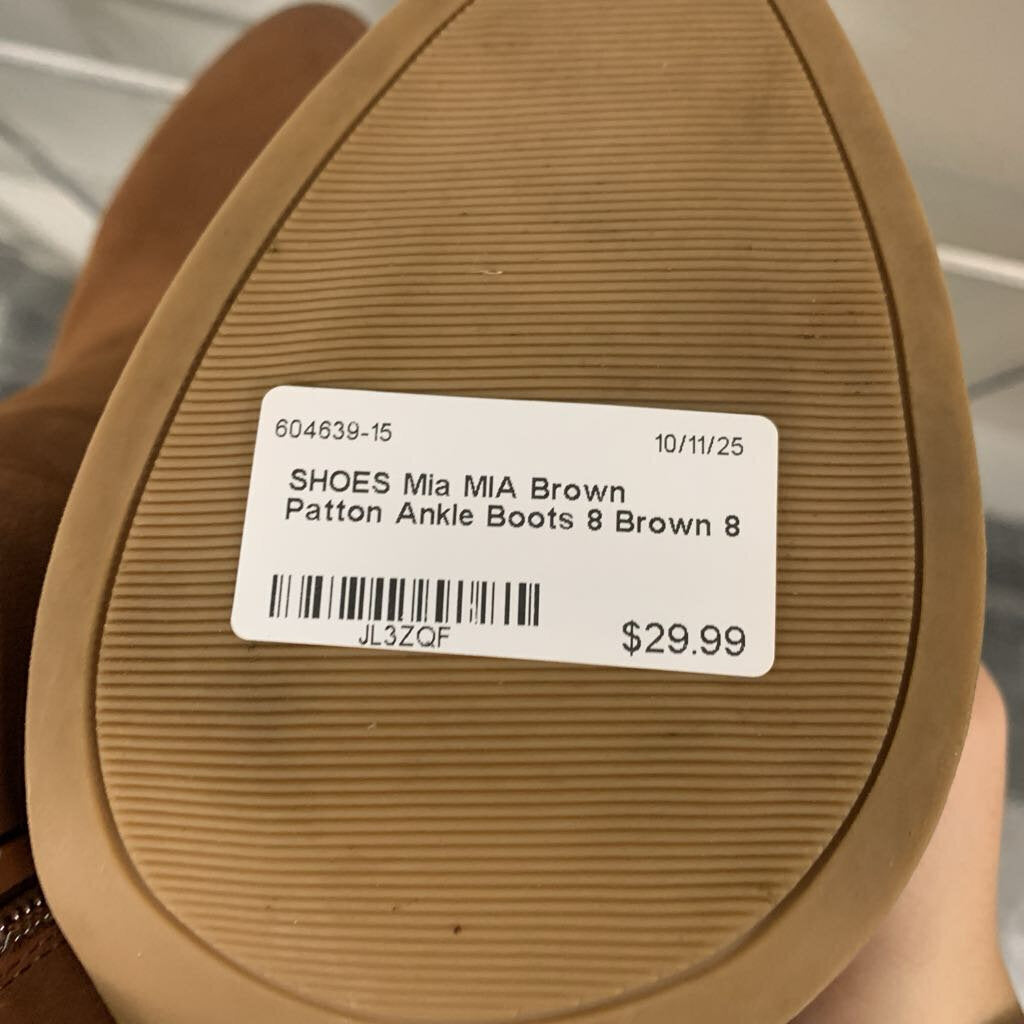 604639-15
10/11/25
SHOES Mia MIA Brown
Patton Ankle Boots 8 Brown 8
JL3ZQF
$29.99